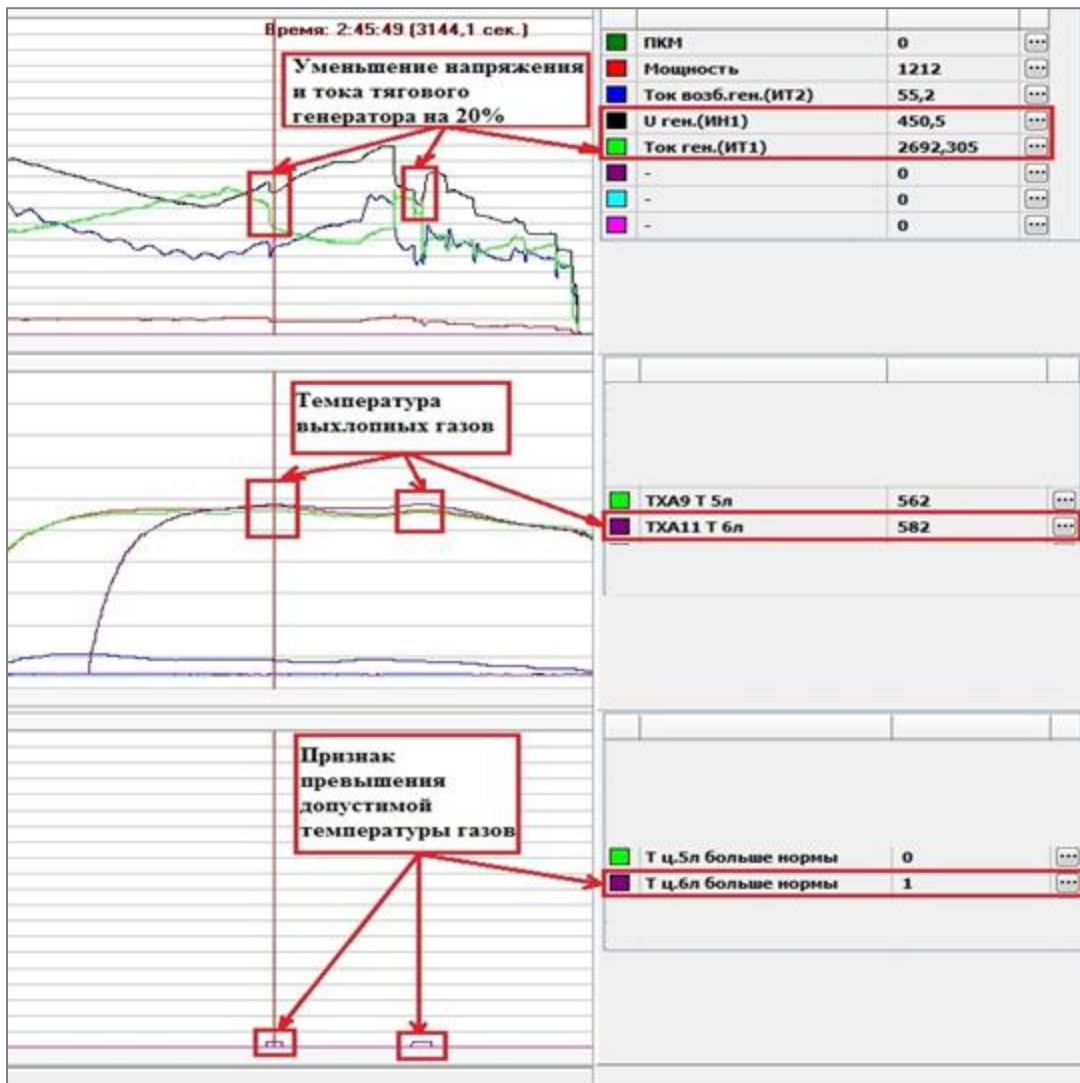 Время: 2:45:49 (3144,1 сек.)
Уменьшение напряжения
и тока тягового
генератора на 20%
ПКМ 0 ...
Мощность 1212 ...
Ток возб.ген.(ИТ2) 55,2 ...
U ген.(ИН1) 450,5 ...
Ток ген.(ИТ1) 2692,305 ...
- 0 ...
- 0 ...
- 0 ...
Температура
выхлопных газов
ТХА9 Т 5л 562 ...
ТХА11 Т 6л 582 ...
Признак
превышения
допустимой
температуры газов
Т ц.5л больше нормы 0 ...
Т ц.6л больше нормы 1 ...